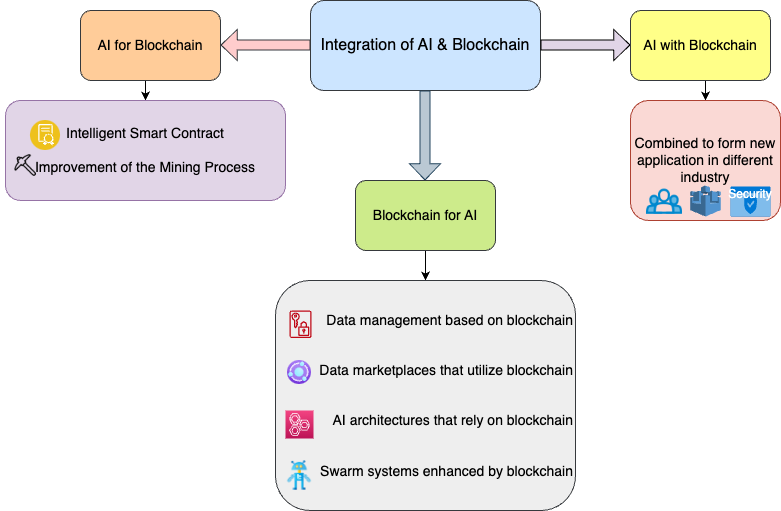 AI for Blockchain
Integration of AI & Blockchain
AI with Blockchain
Intelligent Smart Contract
Improvement of the Mining Process
Combined to form new
application in different
industry
Security
Blockchain for AI
Data management based on blockchain
Data marketplaces that utilize blockchain
AI architectures that rely on blockchain
Swarm systems enhanced by blockchain